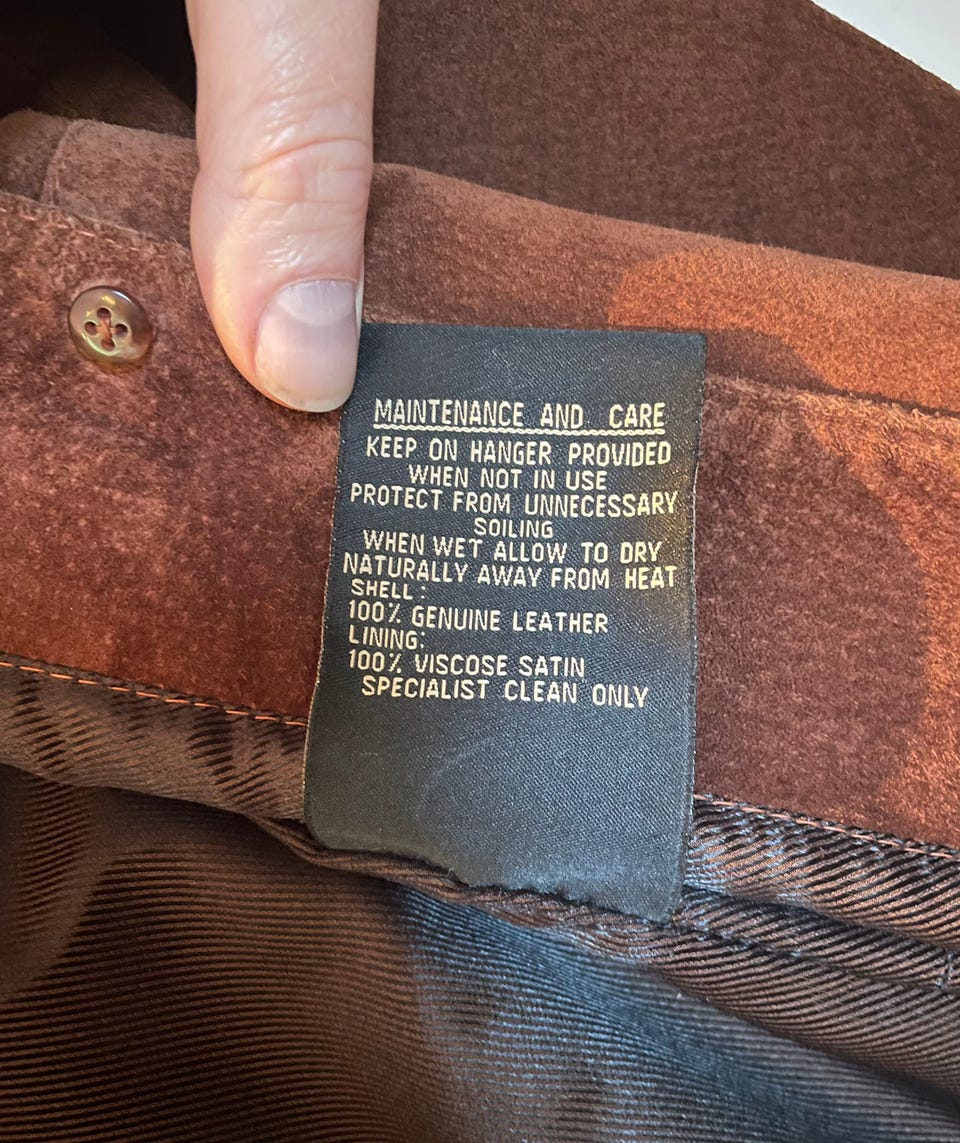 MAINTENANCE AND. CARE
KEEP ON HANGER PROVIDED
WHEN NOT IN USE
PROTECT FROM UNNECESSARY
SOILING
WHEN WET ALLOW TO DRY
NATURALLY AWAY FROM HEAT
SHELL:
100% GENUINE LEATHER
LINING:
100% VISCOSE SATIN
SPECIALIST CLEAN ONLY